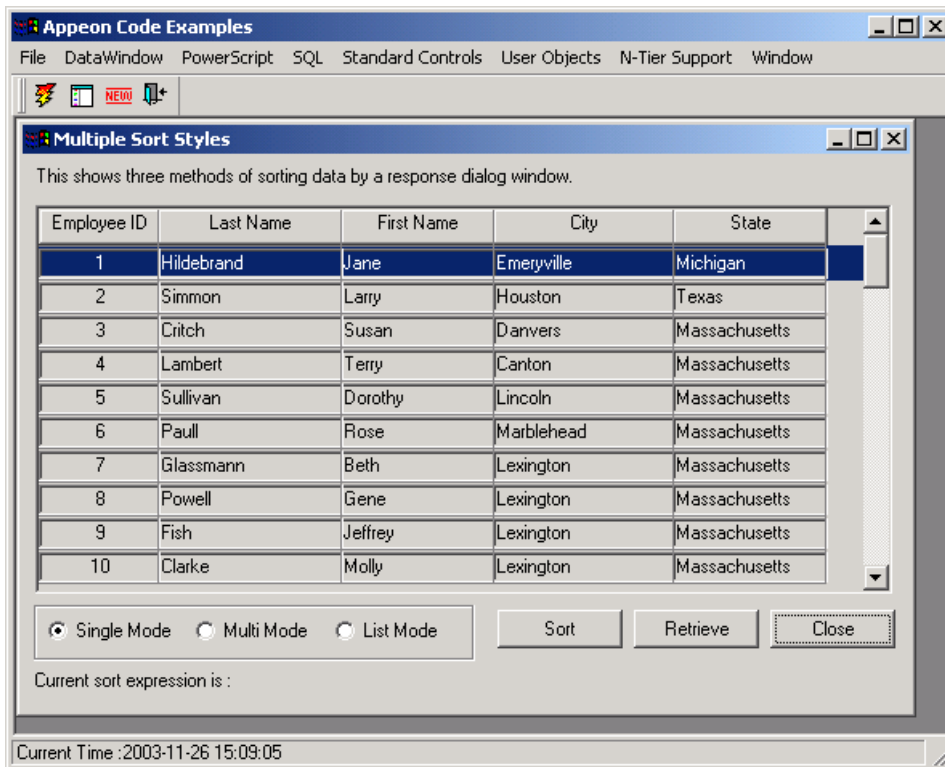 Appeon Code Examples
File DataWindow PowerScript SQL Standard Controls User Objects N-Tier Support Window
NEW
Multiple Sort Styles
This shows three methods of sorting data by a response dialog window.
Employee ID Last Name First Name City State
1 Hildebrand Jane Emeryville Michigan
2 Simmon Larry Houston Texas
3 Critch Susan Danvers Massachusetts
4 Lambert Terry Canton Massachusetts
5 Sullivan Dorothy Lincoln Massachusetts
6 Paull Rose Marblehead Massachusetts
7 Glassmann Beth Lexington Massachusetts
8 Powell Gene Lexington Massachusetts
9 Fish Jeffrey Lexington Massachusetts
10 Clarke Molly Lexington Massachusetts
Single Mode Multi Mode List Mode Sort Retrieve Close
Current sort expression is :
Current Time :2003-11-26 15:09:05